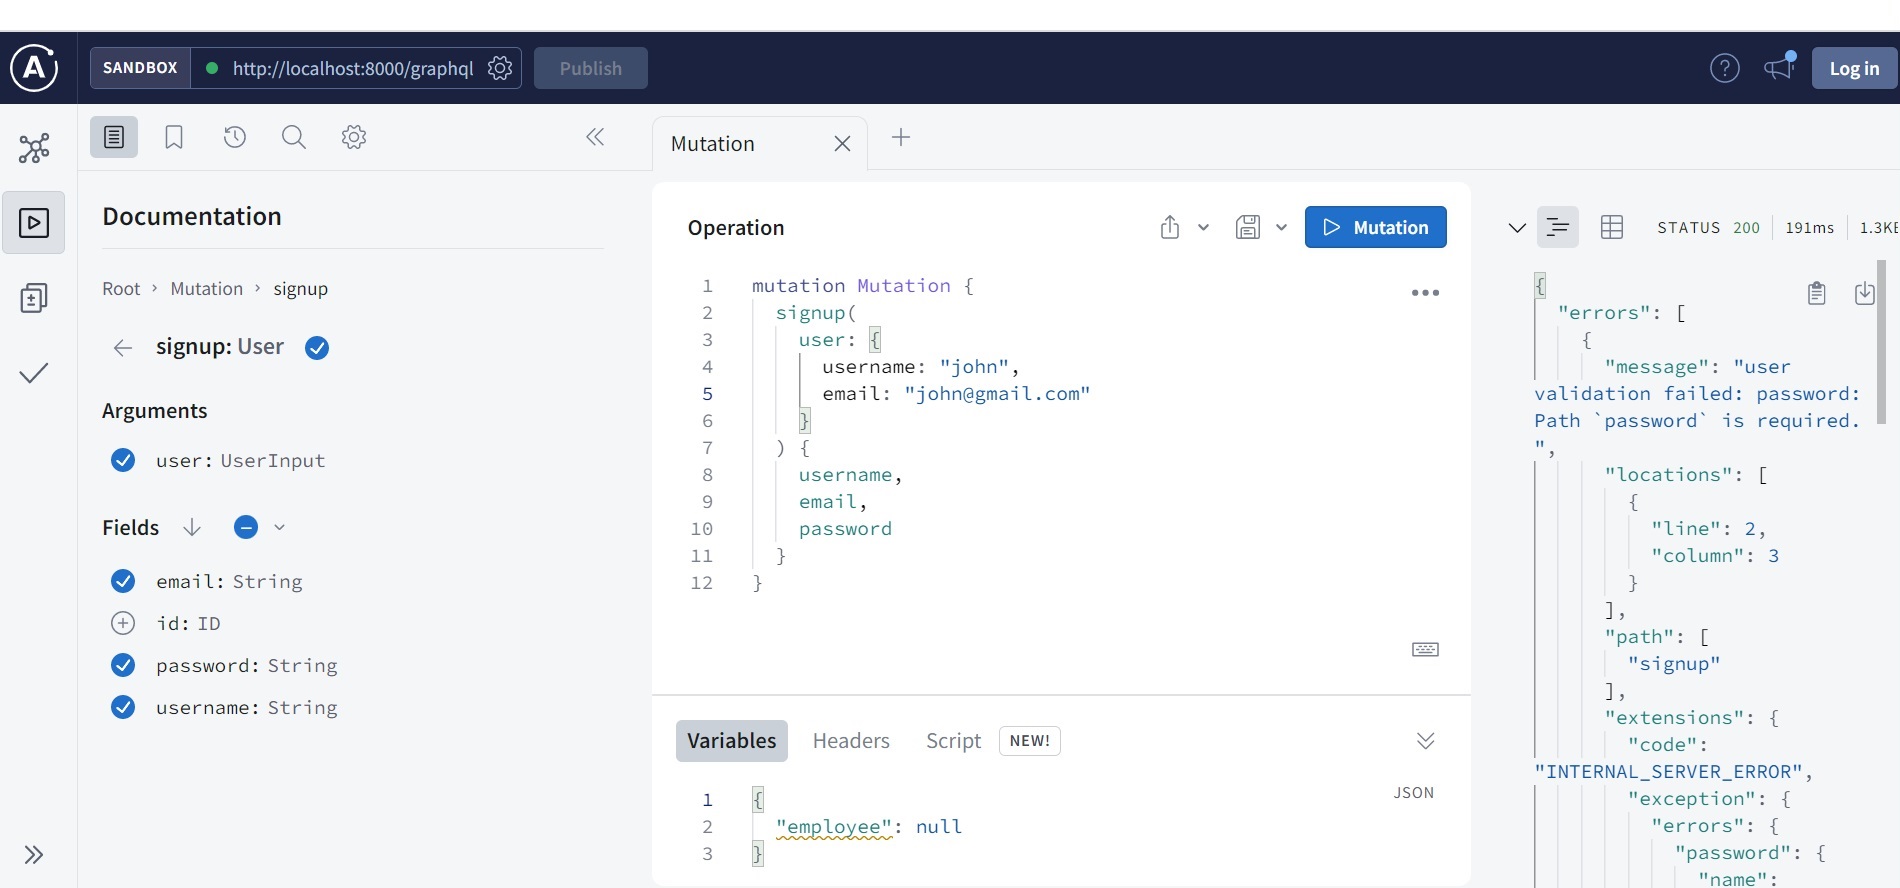 SANDBOX
http://localhost:8000/graphql
Publish
Log in
Documentation
Root > Mutation > signup
signup: User
Arguments
user: UserInput
Fields
email: String
id: ID
password: String
username: String
Mutation
Operation
Mutation
1 mutation Mutation {
2 signup(
3 user: {
4 username: "john",
5 email: "john@gmail.com"
6 }
7 ) {
8 username,
9 email,
10 password
11 }
12 }
Variables Headers Script NEW!
JSON
1 {
2 "employee": null
3 }
STATUS 200 191ms 1.3KB
{
"errors": [
{
"message": "user
validation failed: password:
Path `password` is required.
",
"locations": [
{
"line": 2,
"column": 3
}
],
"path": [
"signup"
],
"extensions": {
"code":
"INTERNAL_SERVER_ERROR",
"exception": {
"errors": {
"password": {
"name":